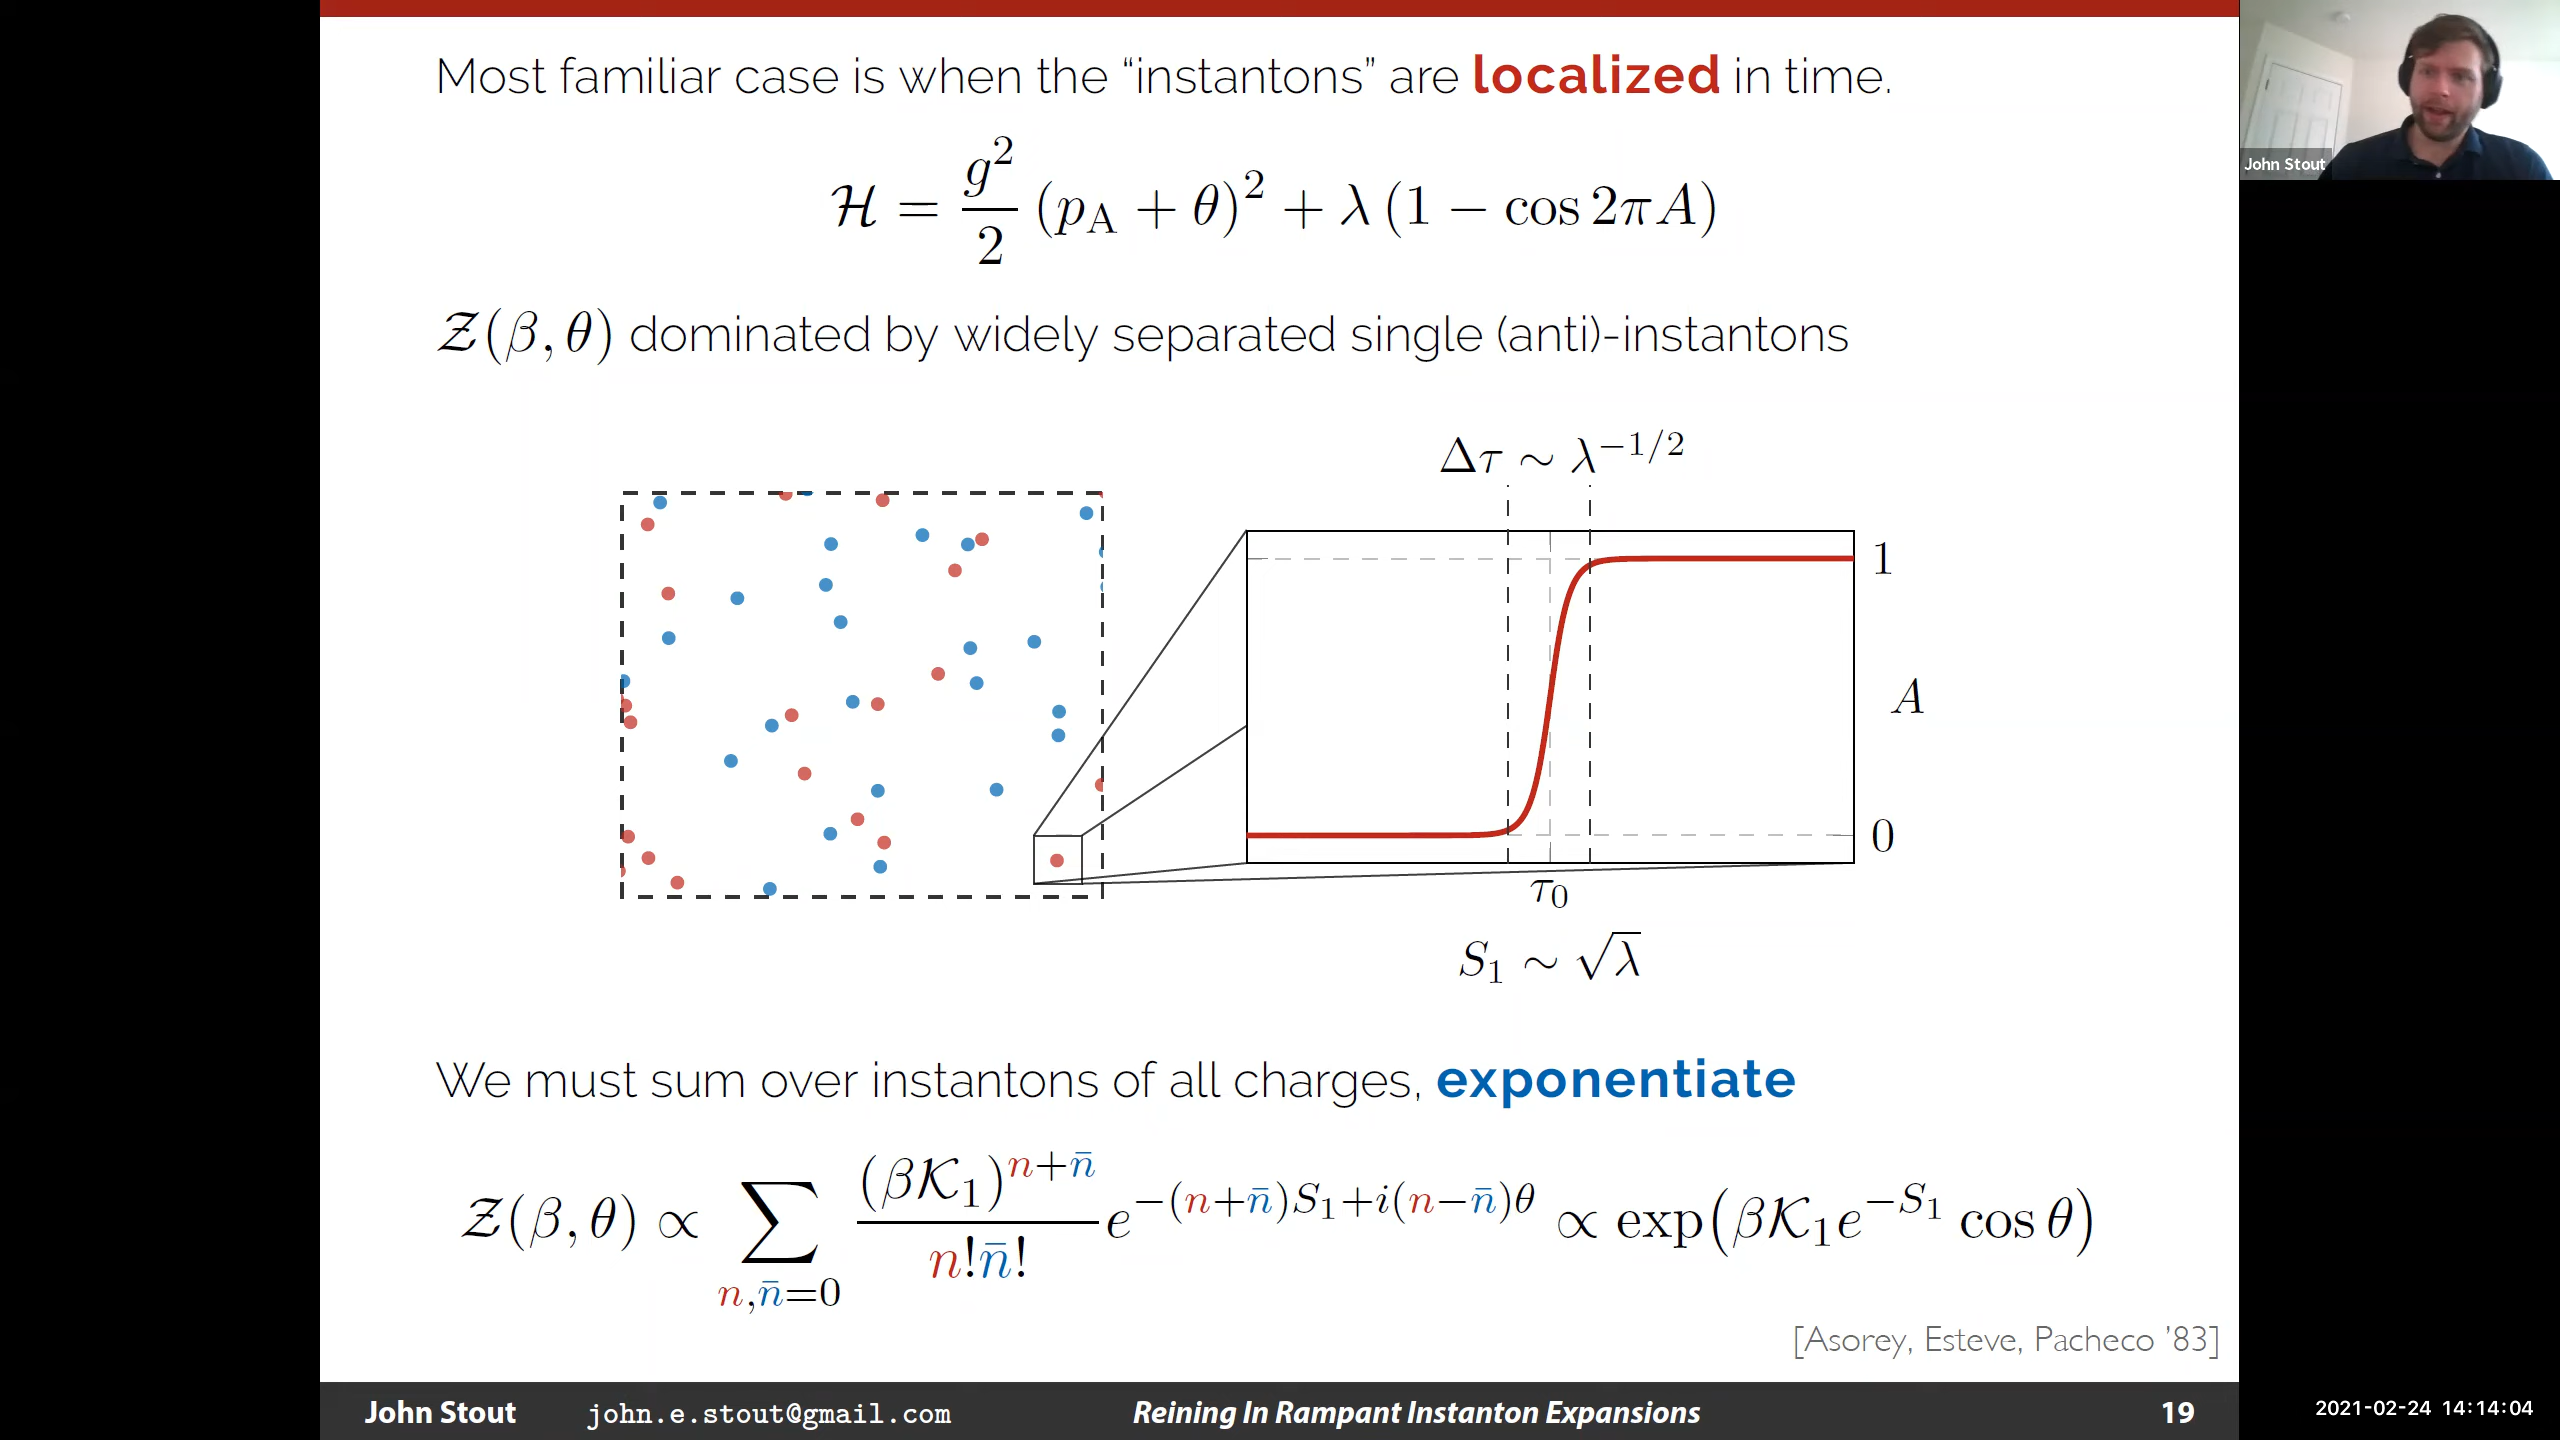 Most familiar case is when the “instantons” are localized in time.
ℋ = g²/2 (p_A + θ)² + λ (1 − cos 2πA)
𝒵(β, θ) dominated by widely separated single (anti)-instantons
Δτ ∼ λ^{−1/2}
1
A
0
τ₀
S₁ ∼ √λ
We must sum over instantons of all charges, exponentiate
𝒵(β, θ) ∝ ∑_{n,n̄=0} (β𝒦₁)^{n+n̄} / n!n̄! e^{−(n+n̄)S₁+i(n−n̄)θ} ∝ exp(β𝒦₁e^{−S₁} cos θ)
[Asorey, Esteve, Pacheco ’83]
John Stout john.e.stout@gmail.com Reining In Rampant Instanton Expansions 19
John Stout
2021-02-24 14:14:04